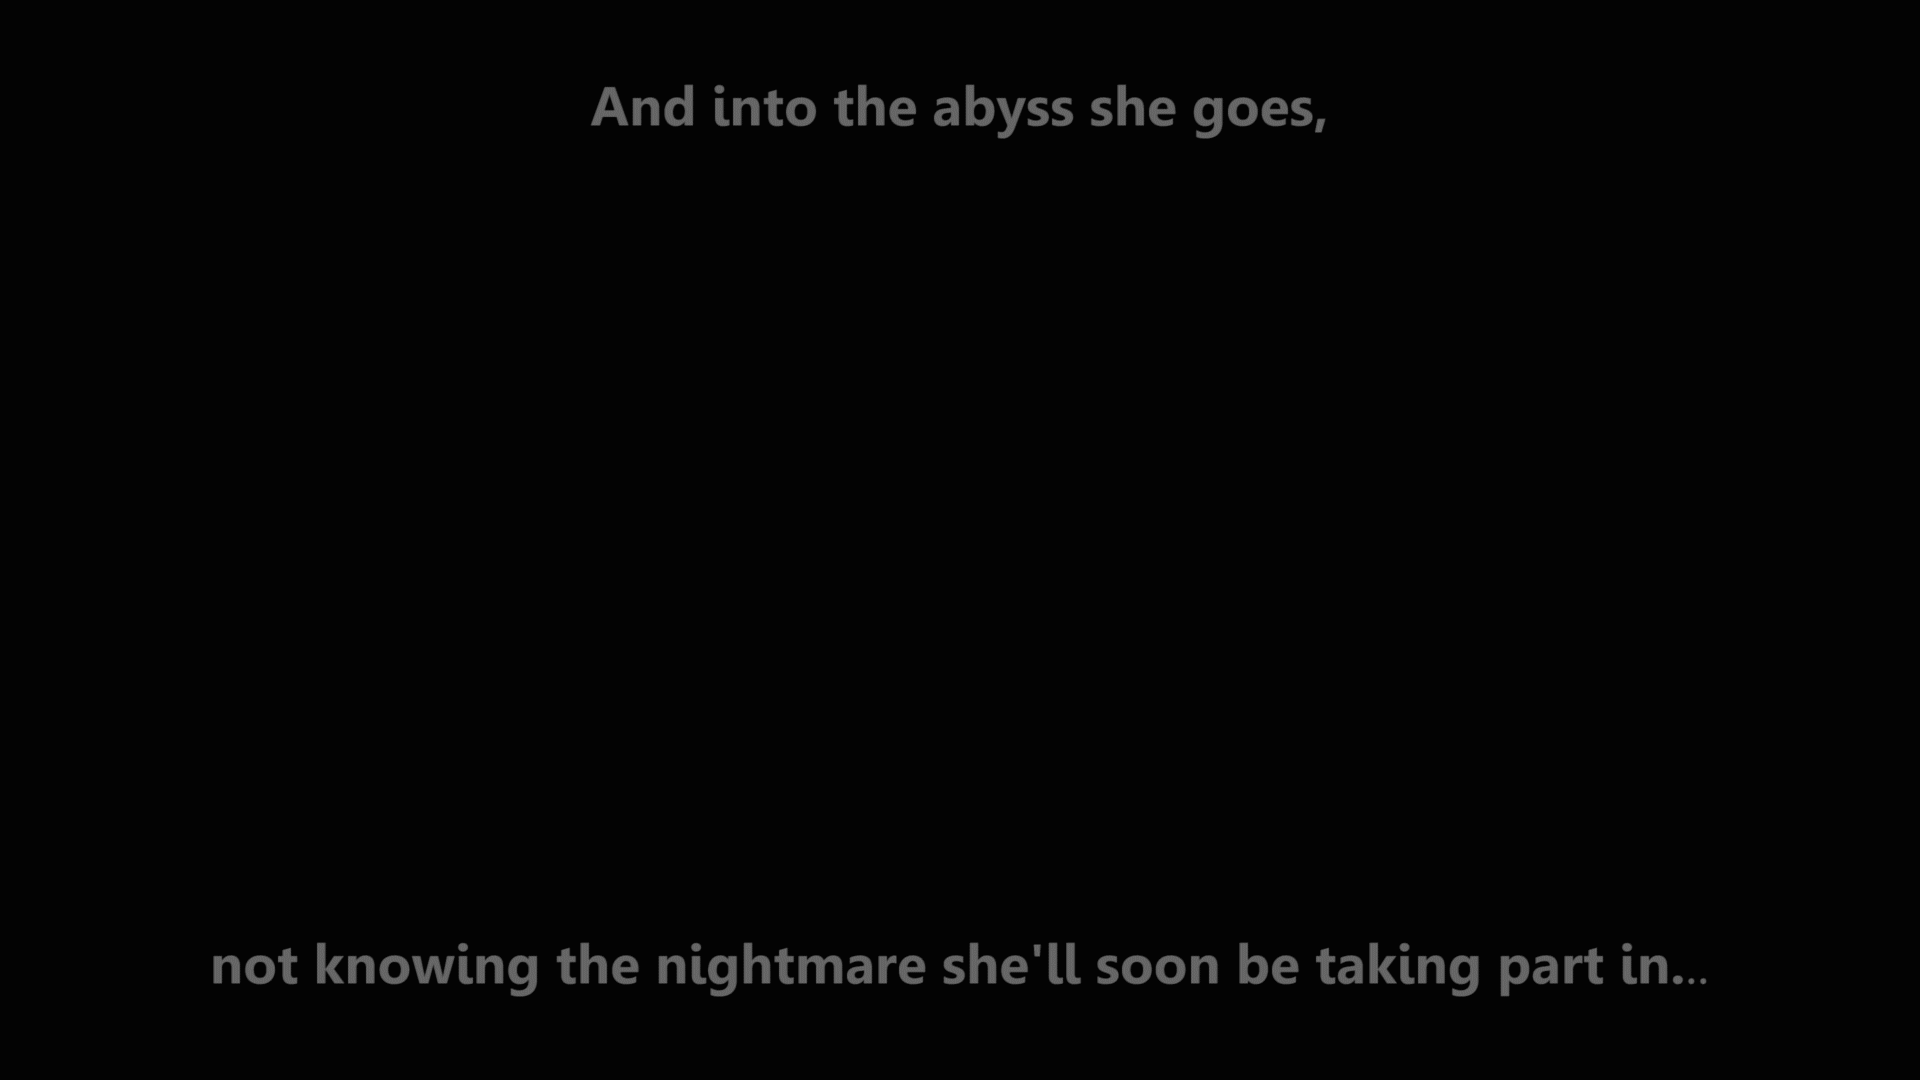 And into the abyss she goes,
not knowing the nightmare she'll soon be taking part in...